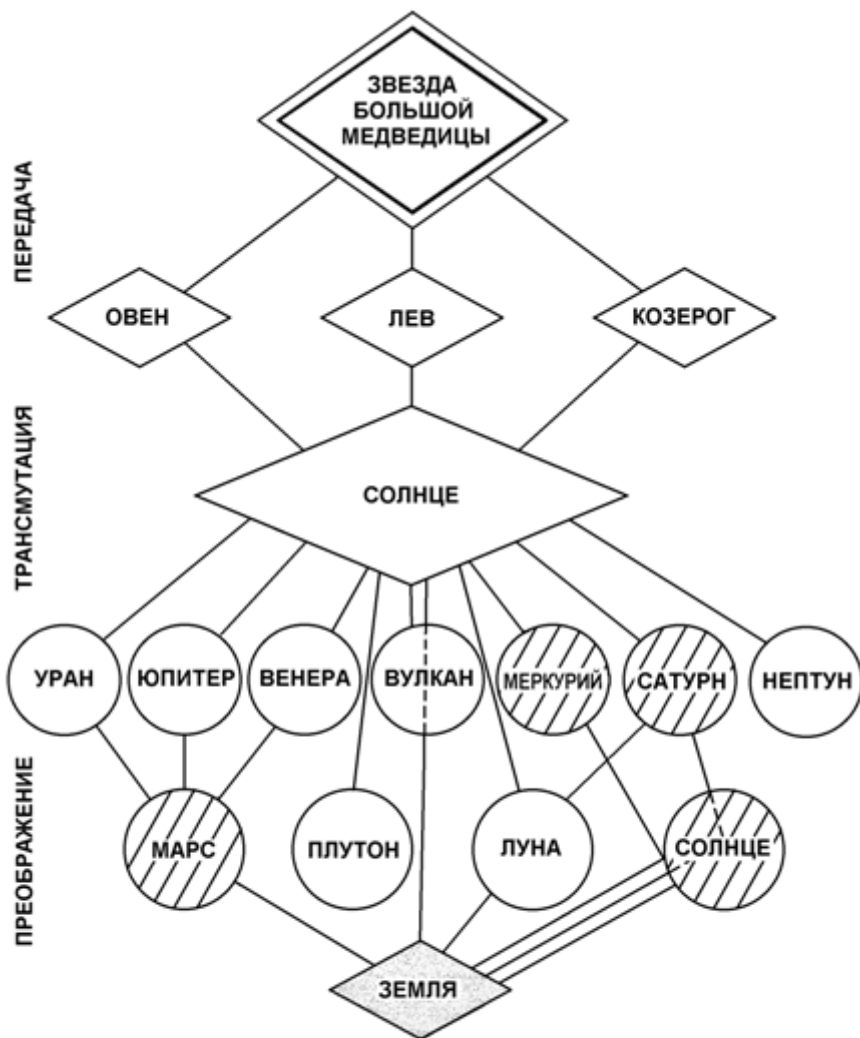 ЗВЕЗДА
БОЛЬШОЙ
МЕДВЕДИЦЫ
ПЕРЕДАЧА
ОВЕН
ЛЕВ
КОЗЕРОГ
ТРАНСМУТАЦИЯ
СОЛНЦЕ
УРАН
ЮПИТЕР
ВЕНЕРА
ВУЛКАН
МЕРКУРИЙ
САТУРН
НЕПТУН
ПРЕОБРАЖЕНИЕ
МАРС
ПЛУТОН
ЛУНА
СОЛНЦЕ
ЗЕМЛЯ